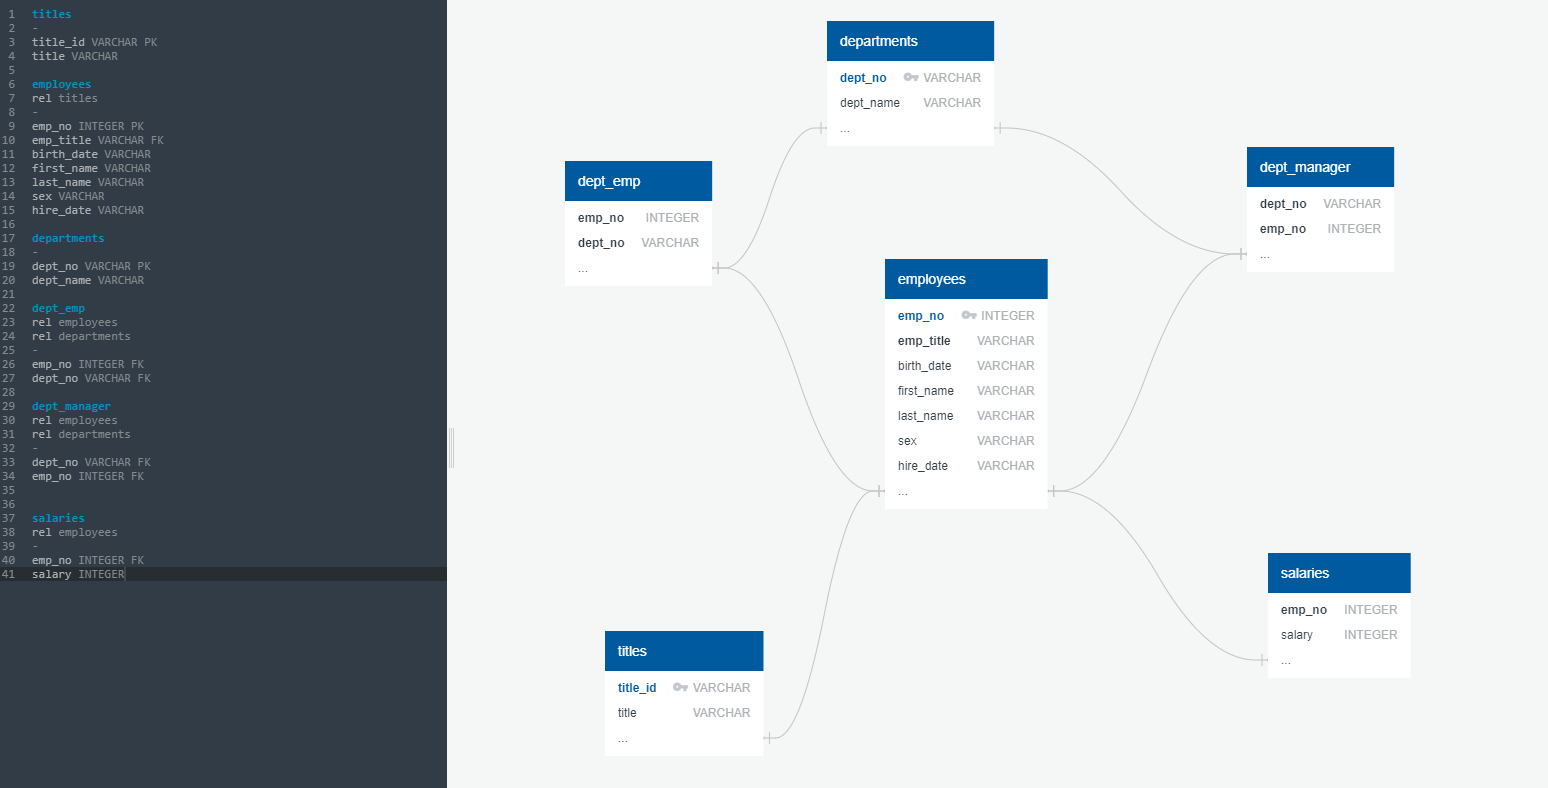 1 titles
2 -
3 title_id VARCHAR PK
4 title VARCHAR
5
6 employees
7 rel titles
8 -
9 emp_no INTEGER PK
10 emp_title VARCHAR FK
11 birth_date VARCHAR
12 first_name VARCHAR
13 last_name VARCHAR
14 sex VARCHAR
15 hire_date VARCHAR
16
17 departments
18 -
19 dept_no VARCHAR PK
20 dept_name VARCHAR
21
22 dept_emp
23 rel employees
24 rel departments
25 -
26 emp_no INTEGER FK
27 dept_no VARCHAR FK
28
29 dept_manager
30 rel employees
31 rel departments
32 -
33 dept_no VARCHAR FK
34 emp_no INTEGER FK
35
36
37 salaries
38 rel employees
39 -
40 emp_no INTEGER FK
41 salary INTEGER
departments
dept_no VARCHAR
dept_name VARCHAR
...
dept_emp
emp_no INTEGER
dept_no VARCHAR
...
dept_manager
dept_no VARCHAR
emp_no INTEGER
...
employees
emp_no INTEGER
emp_title VARCHAR
birth_date VARCHAR
first_name VARCHAR
last_name VARCHAR
sex VARCHAR
hire_date VARCHAR
...
salaries
emp_no INTEGER
salary INTEGER
...
titles
title_id VARCHAR
title VARCHAR
...